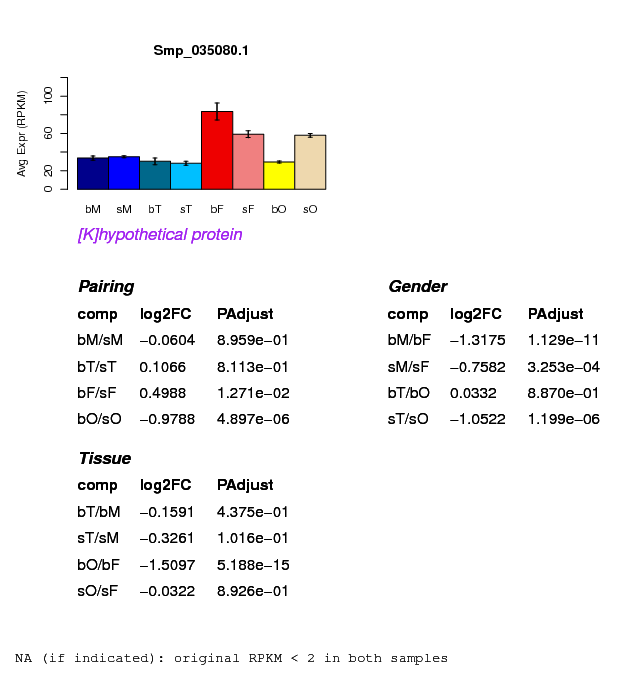 Smp_035080.1
Avg Expr (RPKM)
0 20 60 100
bM sM bT sT bF sF bO sO
[K]hypothetical protein
Pairing
comp log2FC PAdjust
bM/sM −0.0604 8.959e−01
bT/sT 0.1066 8.113e−01
bF/sF 0.4988 1.271e−02
bO/sO −0.9788 4.897e−06
Gender
comp log2FC PAdjust
bM/bF −1.3175 1.129e−11
sM/sF −0.7582 3.253e−04
bT/bO 0.0332 8.870e−01
sT/sO −1.0522 1.199e−06
Tissue
comp log2FC PAdjust
bT/bM −0.1591 4.375e−01
sT/sM −0.3261 1.016e−01
bO/bF −1.5097 5.188e−15
sO/sF −0.0322 8.926e−01
NA (if indicated): original RPKM < 2 in both samples